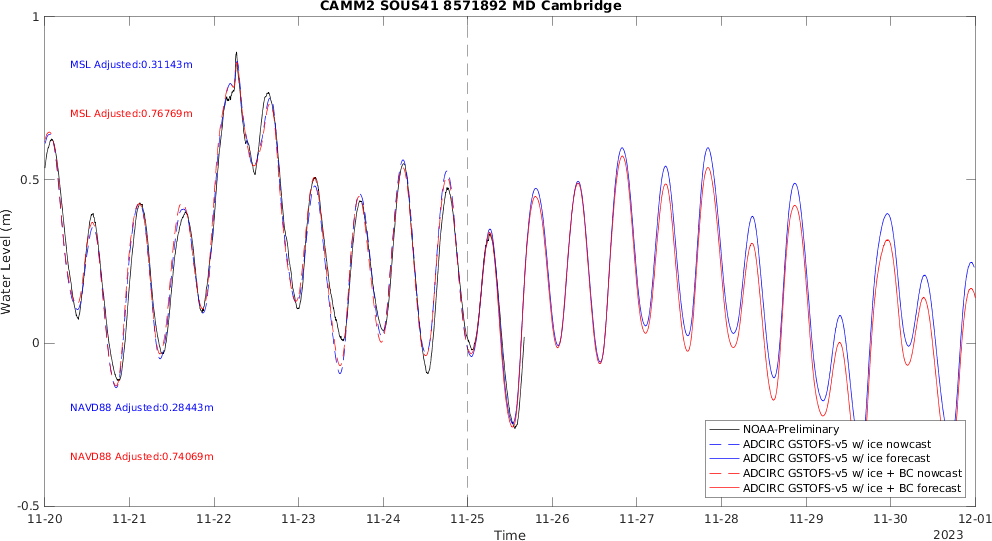 CAMM2 SOUS41 8571892 MD Cambridge
1
MSL Adjusted:0.31143m
MSL Adjusted:0.76769m
0.5
Water Level (m)
0
NAVD88 Adjusted:0.28443m
NAVD88 Adjusted:0.74069m
NOAA-Preliminary
ADCIRC GSTOFS-v5 w/ ice nowcast
ADCIRC GSTOFS-v5 w/ ice forecast
ADCIRC GSTOFS-v5 w/ ice + BC nowcast
ADCIRC GSTOFS-v5 w/ ice + BC forecast
-0.5
11-20 11-21 11-22 11-23 11-24 11-25 11-26 11-27 11-28 11-29 11-30 12-01
Time
2023